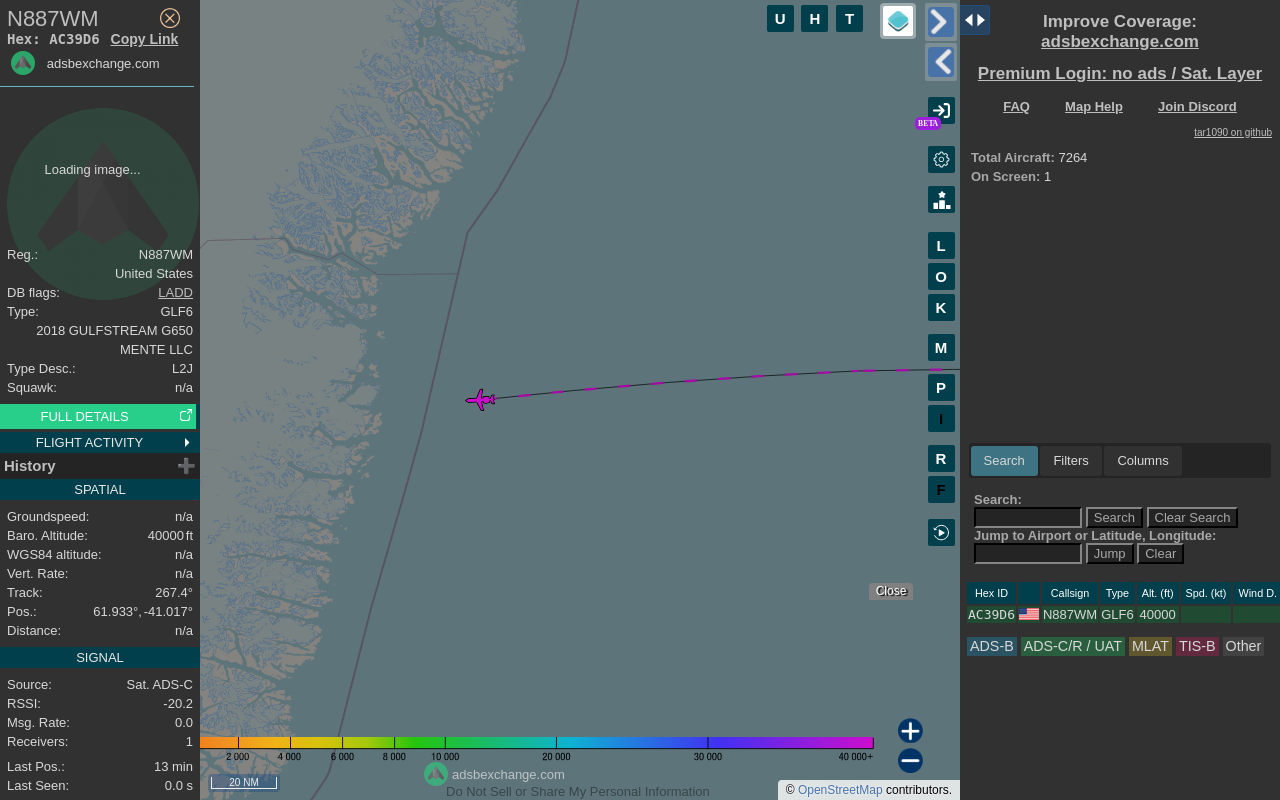 N887WM
Hex: AC39D6 Copy Link
adsbexchange.com
Loading image...
Reg.: N887WM
United States
DB flags: LADD
Type: GLF6
2018 GULFSTREAM G650
MENTE LLC
Type Desc.: L2J
Squawk: n/a
FULL DETAILS
FLIGHT ACTIVITY
History
SPATIAL
Groundspeed: n/a
Baro. Altitude: 40000 ft
WGS84 altitude: n/a
Vert. Rate: n/a
Track: 267.4°
Pos.: 61.933°, -41.017°
Distance: n/a
SIGNAL
Source: Sat. ADS-C
RSSI: -20.2
Msg. Rate: 0.0
Receivers: 1
Last Pos.: 13 min
Last Seen: 0.0 s
U H T
BETA
L
O
K
M
P
I
R
F
Close
2 000 4 000 6 000 8 000 10 000 20 000 30 000 40 000+
20 NM
adsbexchange.com
Do Not Sell or Share My Personal Information
© OpenStreetMap contributors.
Improve Coverage:
adsbexchange.com
Premium Login: no ads / Sat. Layer
FAQ Map Help Join Discord
tar1090 on github
Total Aircraft: 7264
On Screen: 1
Search Filters Columns
Search:
Search Clear Search
Jump to Airport or Latitude, Longitude:
Jump Clear
Hex ID Callsign Type Alt. (ft) Spd. (kt) Wind D.
AC39D6 N887WM GLF6 40000
ADS-B ADS-C/R / UAT MLAT TIS-B Other